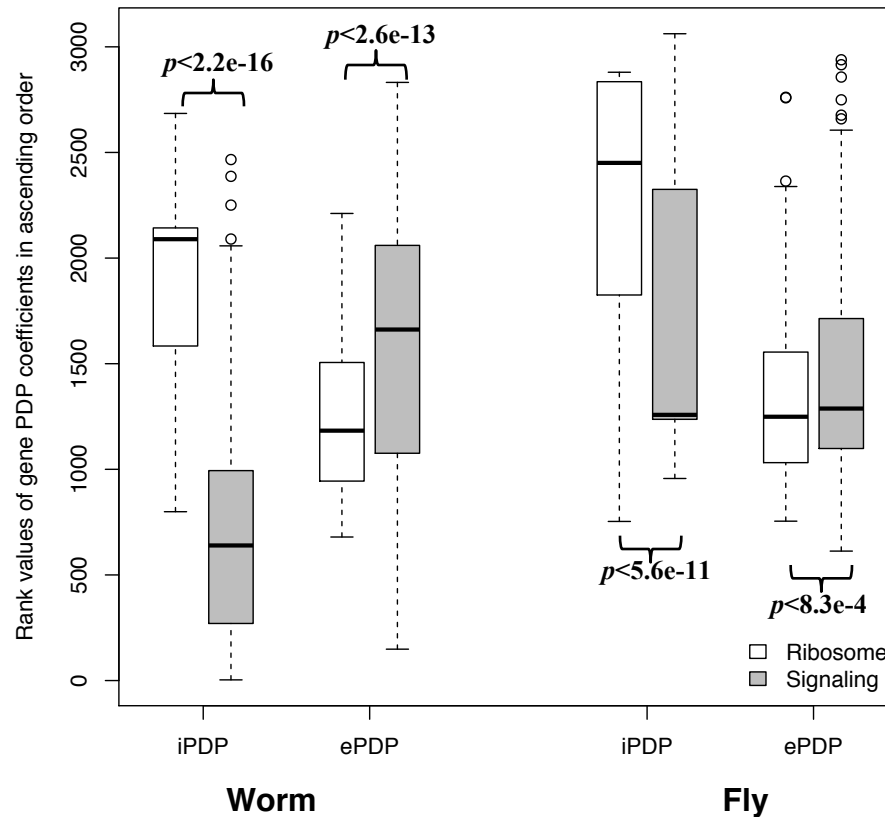 Rank values of gene PDP coefficients in ascending order
3000
2500
2000
1500
1000
500
0
p<2.2e-16
p<2.6e-13
p<5.6e-11
p<8.3e-4
Ribosome
Signaling
iPDP
ePDP
iPDP
ePDP
Worm
Fly